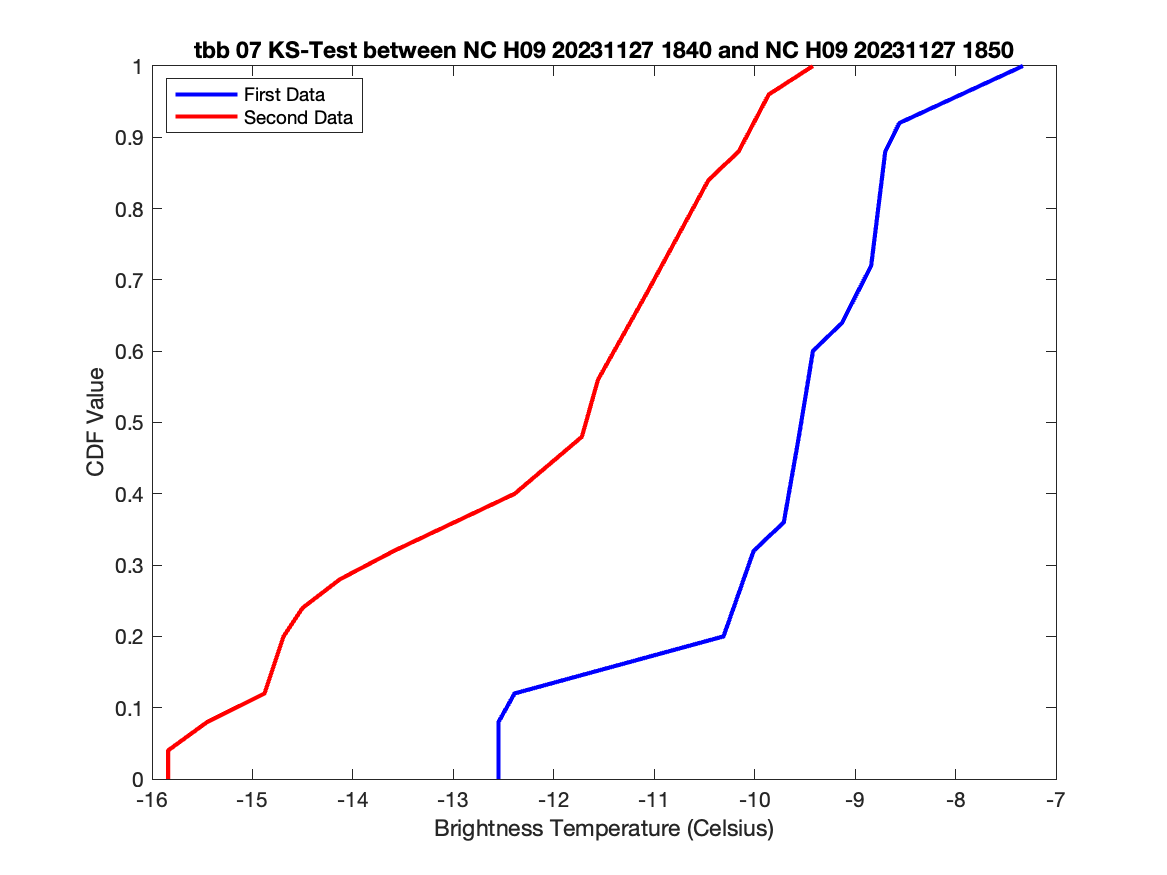 tbb 07 KS-Test between NC H09 20231127 1840 and NC H09 20231127 1850
First Data
Second Data
1
0.9
0.8
0.7
0.6
0.5
0.4
0.3
0.2
0.1
0
CDF Value
-16 -15 -14 -13 -12 -11 -10 -9 -8 -7
Brightness Temperature (Celsius)